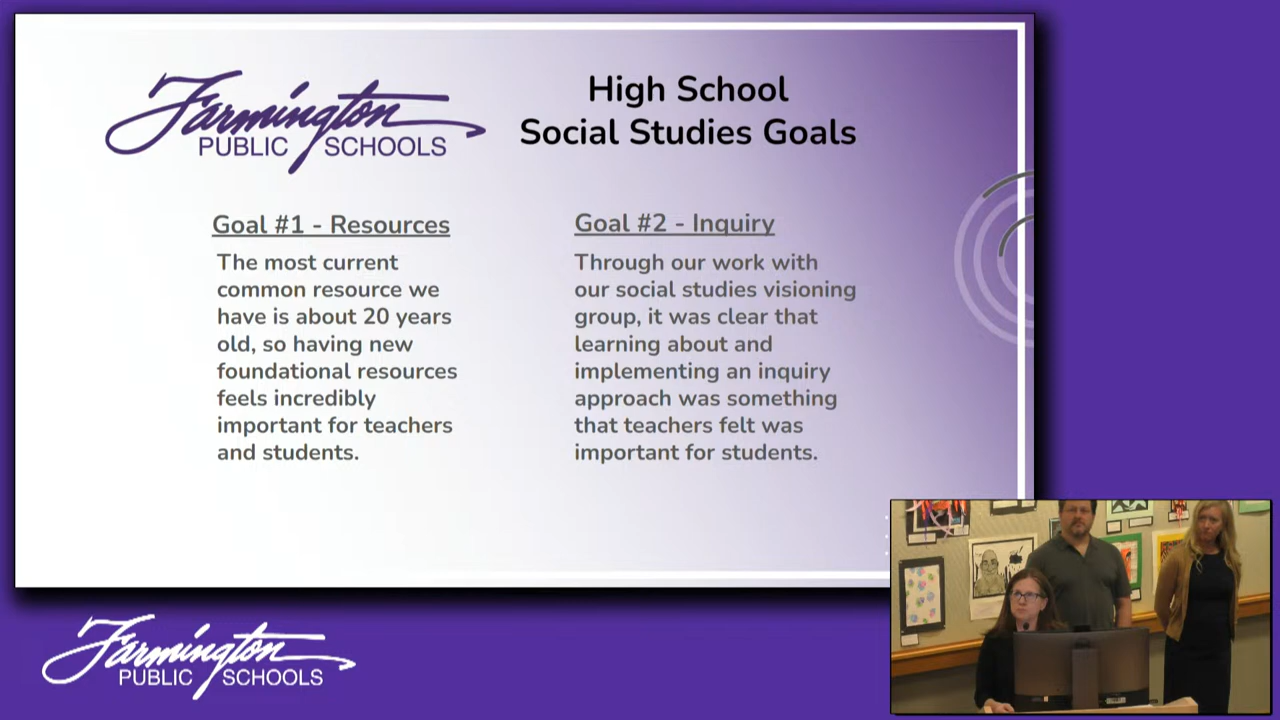 Farmington
PUBLIC SCHOOLS
High School
Social Studies Goals
Goal #1 - Resources
The most current
common resource we
have is about 20 years
old, so having new
foundational resources
feels incredibly
important for teachers
and students.
Goal #2 - Inquiry
Through our work with
our social studies visioning
group, it was clear that
learning about and
implementing an inquiry
approach was something
that teachers felt was
important for students.
Farmington
PUBLIC SCHOOLS